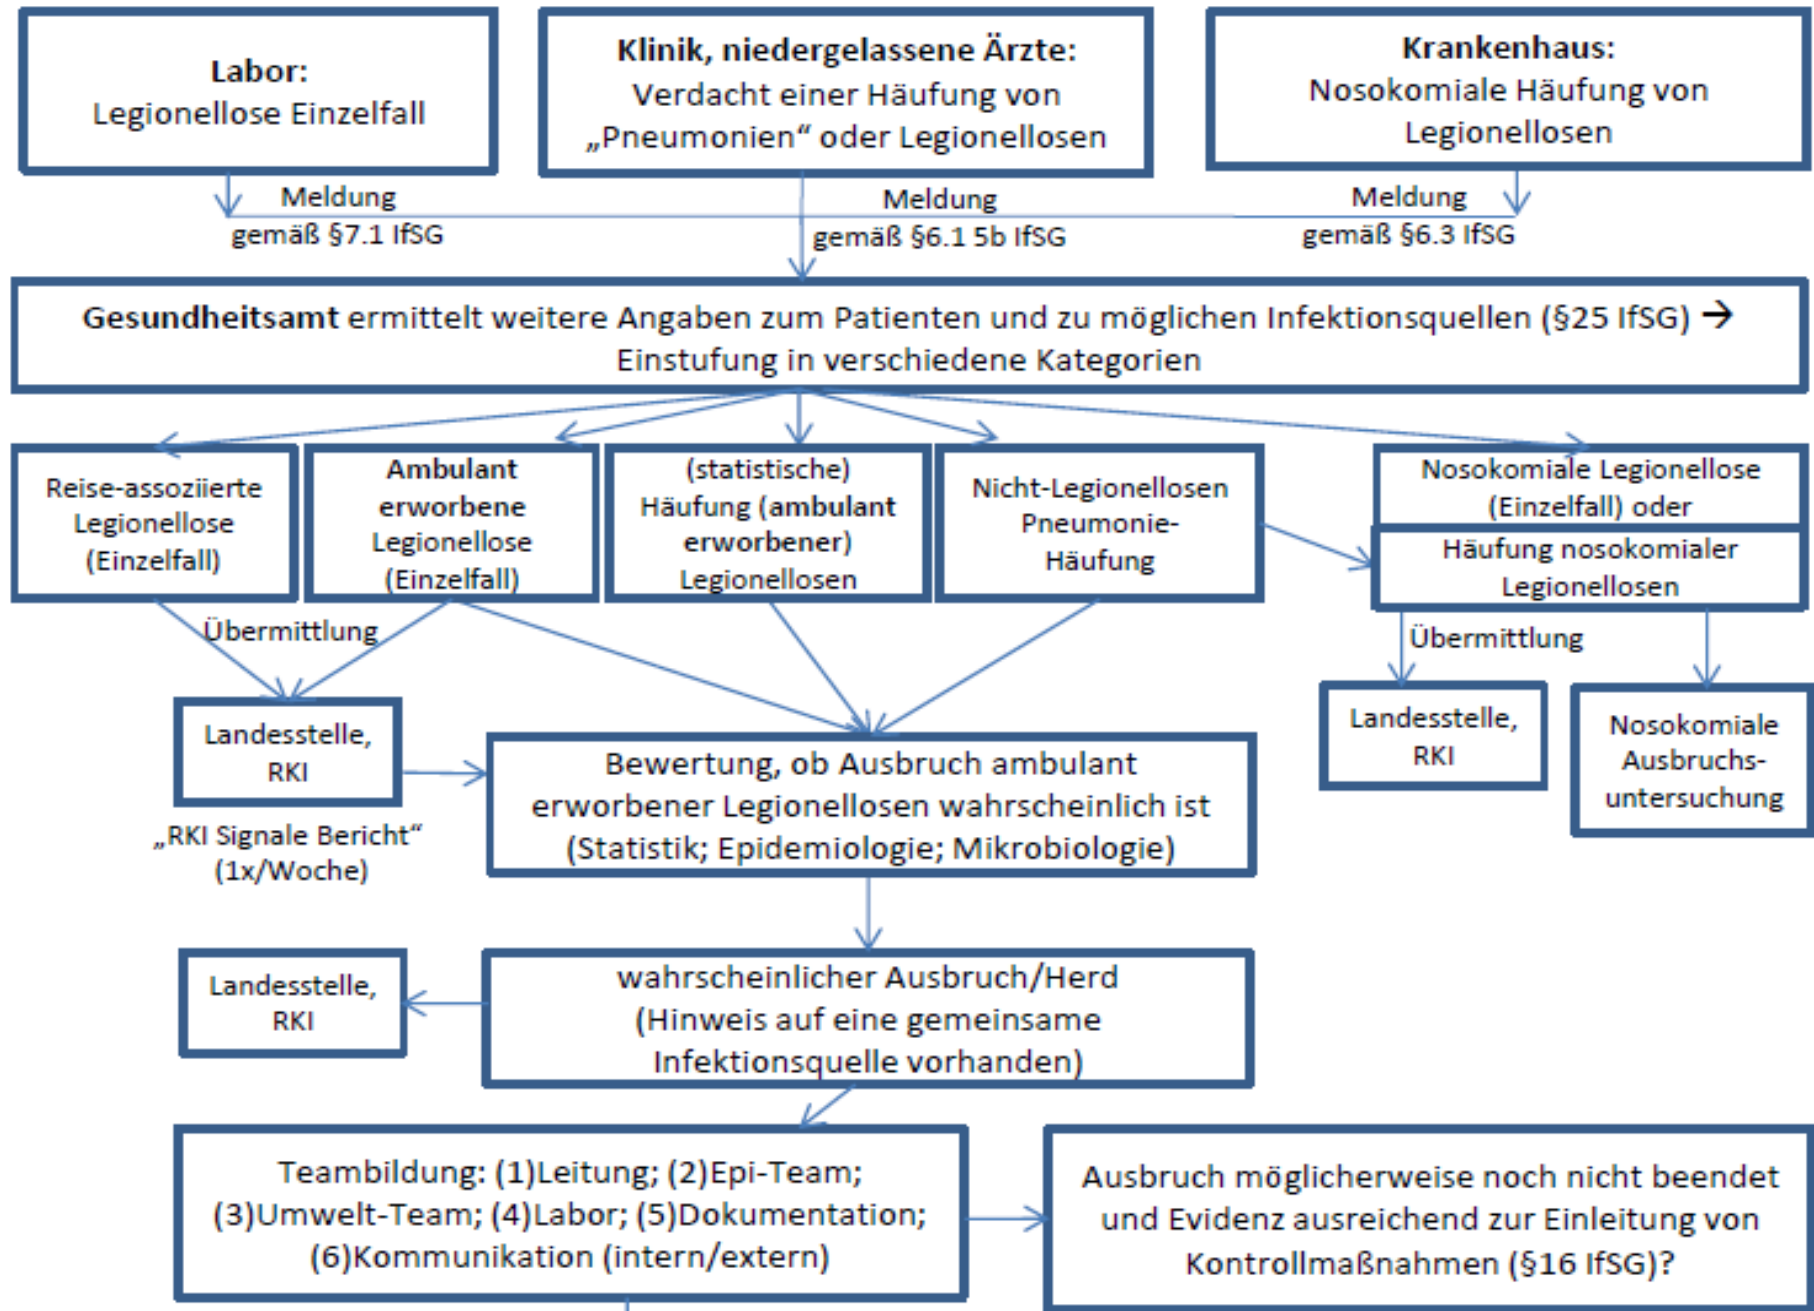 Labor:
Legionellose Einzelfall
Klinik, niedergelassene Ärzte:
Verdacht einer Häufung von
„Pneumonien“ oder Legionellosen
Krankenhaus:
Nosokomiale Häufung von
Legionellosen
Meldung
gemäß §7.1 IfSG
Meldung
gemäß §6.1 5b IfSG
Meldung
gemäß §6.3 IfSG
Gesundheitsamt ermittelt weitere Angaben zum Patienten und zu möglichen Infektionsquellen (§25 IfSG) →
Einstufung in verschiedene Kategorien
Reise-assoziierte
Legionellose
(Einzelfall)
Ambulant
erworbene
Legionellose
(Einzelfall)
(statistische)
Häufung (ambulant
erworbener)
Legionellosen
Nicht-Legionellosen
Pneumonie-
Häufung
Nosokomiale Legionellose
(Einzelfall) oder
Häufung nosokomialer
Legionellosen
Übermittlung
Übermittlung
Landesstelle,
RKI
„RKI Signale Bericht“
(1x/Woche)
Bewertung, ob Ausbruch ambulant
erworbener Legionellosen wahrscheinlich ist
(Statistik; Epidemiologie; Mikrobiologie)
Landesstelle,
RKI
Nosokomiale
Ausbruchs-
untersuchung
Landesstelle,
RKI
wahrscheinlicher Ausbruch/Herd
(Hinweis auf eine gemeinsame
Infektionsquelle vorhanden)
Teambildung: (1)Leitung; (2)Epi-Team;
(3)Umwelt-Team; (4)Labor; (5)Dokumentation;
(6)Kommunikation (intern/extern)
Ausbruch möglicherweise noch nicht beendet
und Evidenz ausreichend zur Einleitung von
Kontrollmaßnahmen (§16 IfSG)?